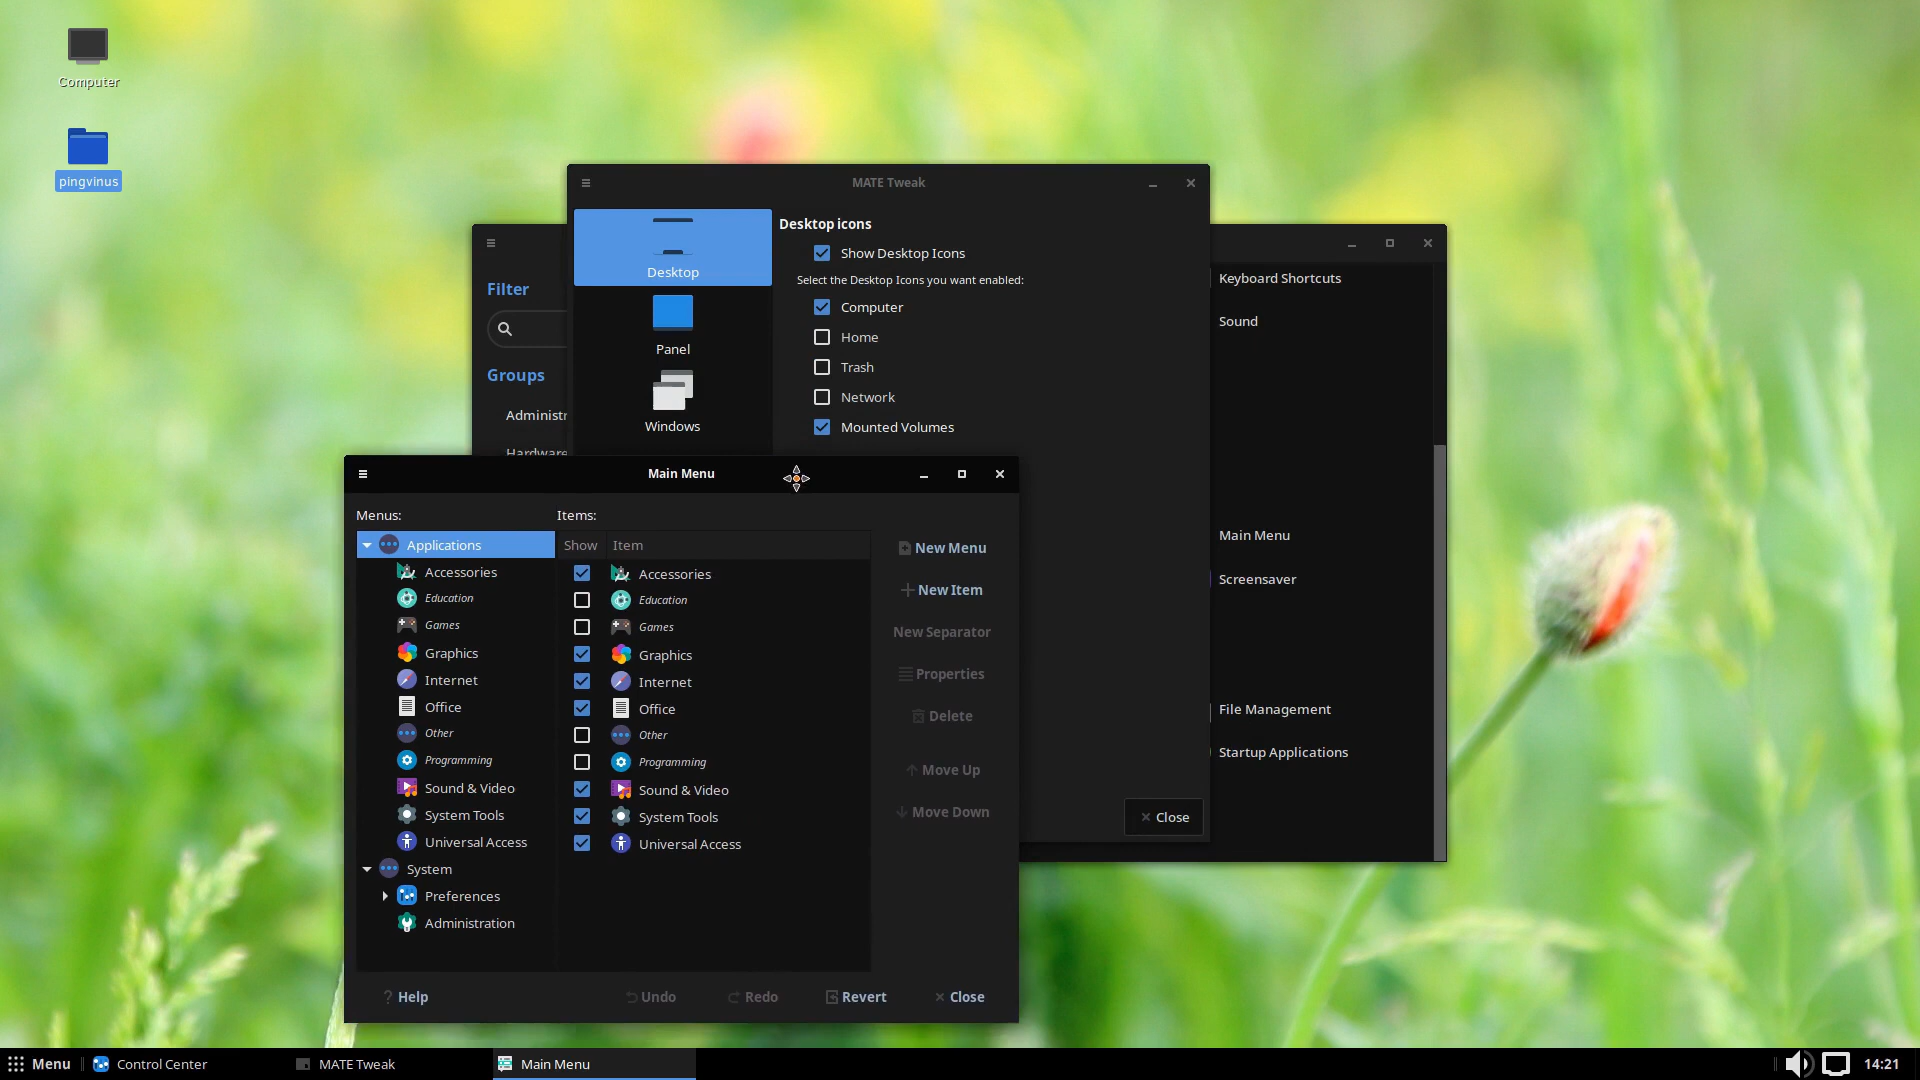 Computer
pingvinus
MATE Tweak
Desktop
Panel
Windows
Desktop icons
Show Desktop Icons
Select the Desktop Icons you want enabled:
Computer
Home
Trash
Network
Mounted Volumes
Close
Filter
Groups
Administr
Hardware
Keyboard Shortcuts
Sound
Main Menu
Screensaver
File Management
Startup Applications
Main Menu
Menus:
Applications
Accessories
Education
Games
Graphics
Internet
Office
Other
Programming
Sound & Video
System Tools
Universal Access
System
Preferences
Administration
Items:
Show Item
Accessories
Education
Games
Graphics
Internet
Office
Other
Programming
Sound & Video
System Tools
Universal Access
New Menu
New Item
New Separator
Properties
Delete
Move Up
Move Down
Help
Undo
Redo
Revert
Close
Menu
Control Center
MATE Tweak
Main Menu
14:21